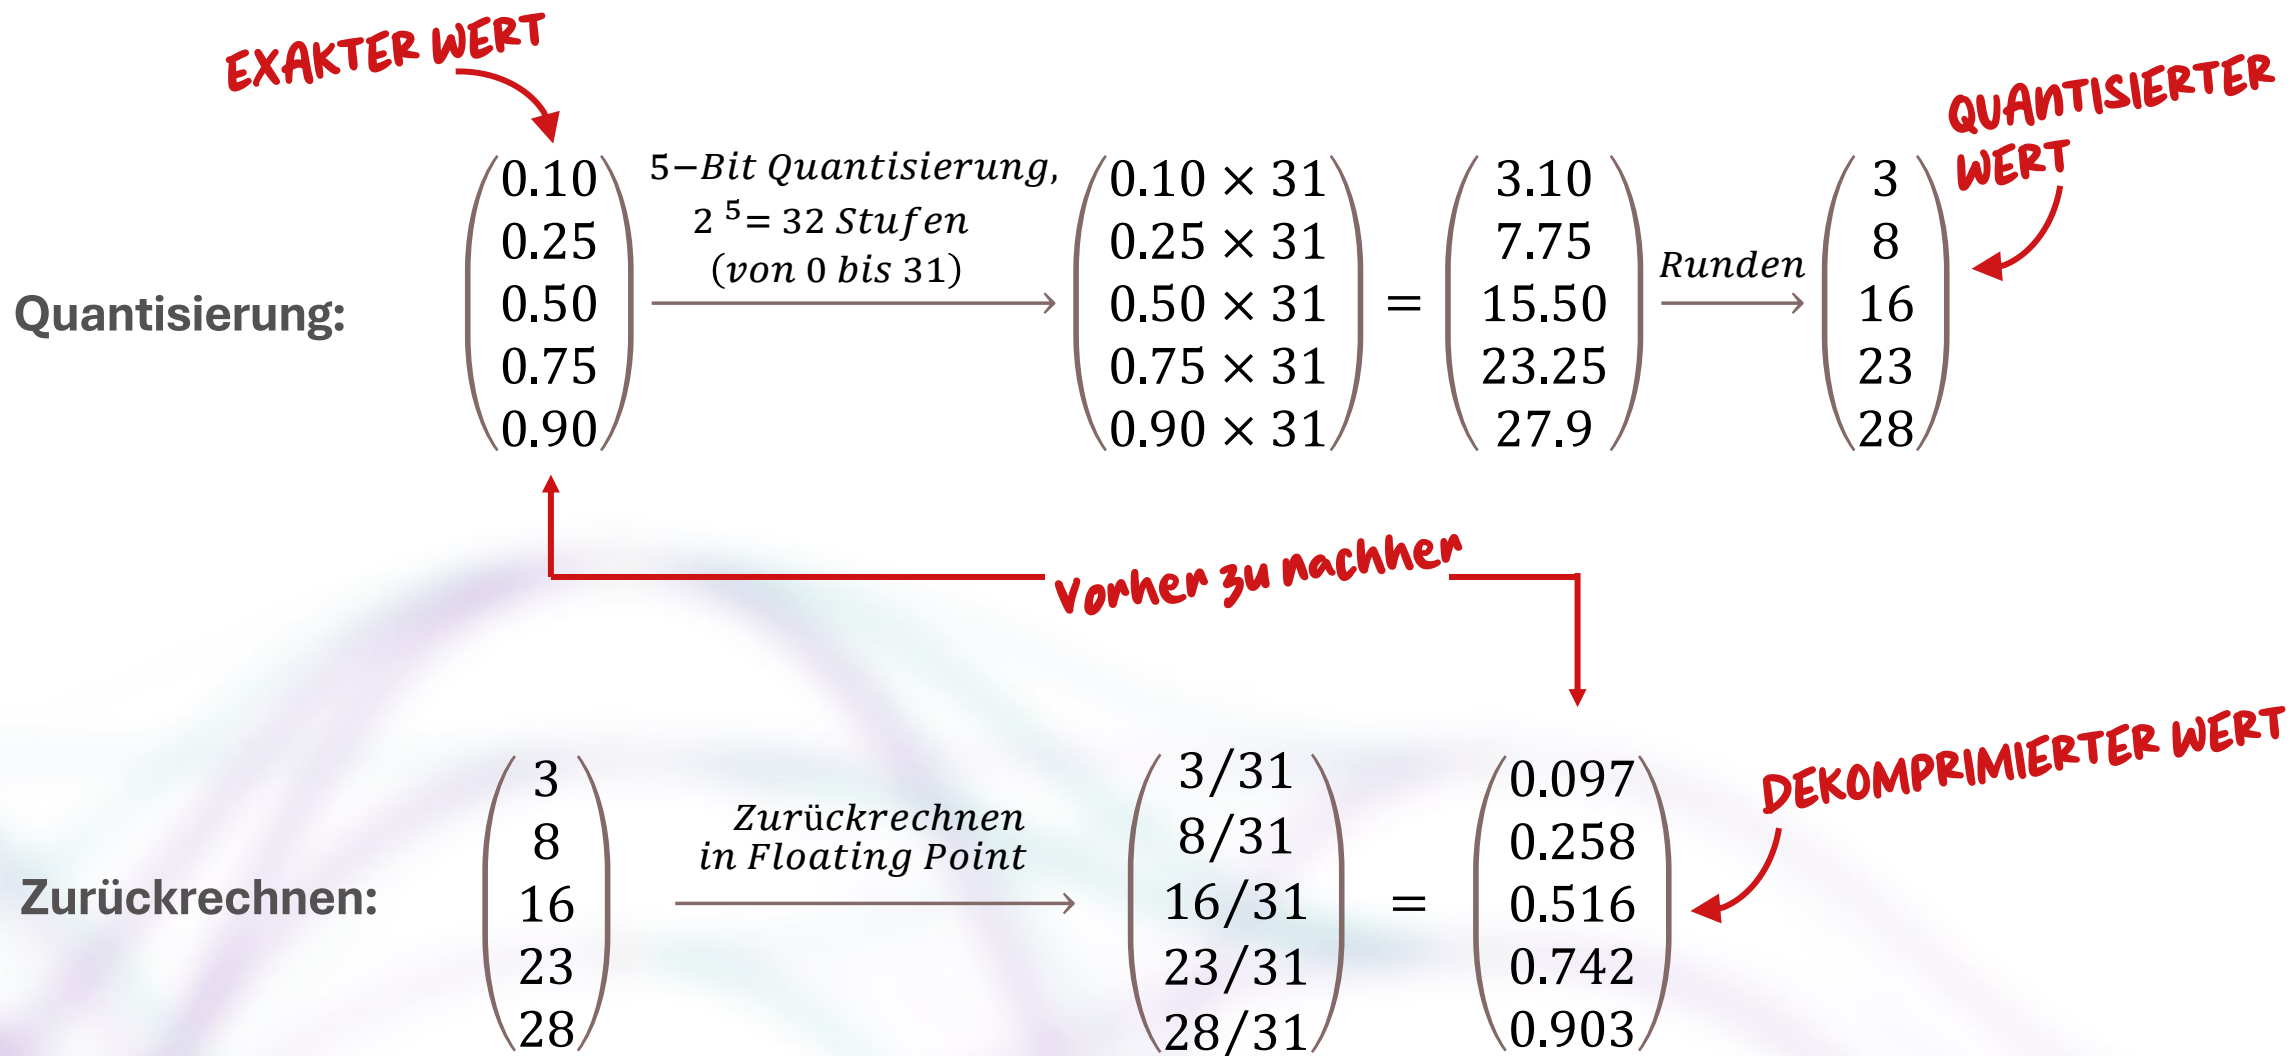 EXAKTER WERT
QUANTISIERTER
WERT
Quantisierung:
0.10
0.25
0.50
0.75
0.90
5−Bit Quantisierung,
2 ⁵= 32 Stufen
(von 0 bis 31)
0.10 × 31
0.25 × 31
0.50 × 31
0.75 × 31
0.90 × 31
=
3.10
7.75
15.50
23.25
27.9
Runden
3
8
16
23
28
Vorher zu nachher
DEKOMPRIMIERTER WERT
Zurückrechnen:
3
8
16
23
28
Zurückrechnen
in Floating Point
3/31
8/31
16/31
23/31
28/31
=
0.097
0.258
0.516
0.742
0.903